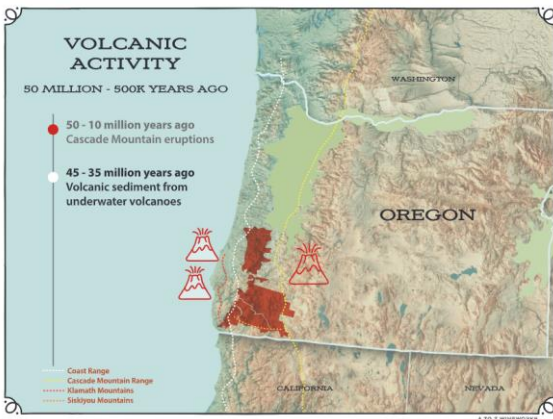 VOLCANIC
ACTIVITY
50 MILLION - 500K YEARS AGO
50 - 10 million years ago
Cascade Mountain eruptions
45 - 35 million years ago
Volcanic sediment from
underwater volcanoes
WASHINGTON
OREGON
CALIFORNIA
NEVADA
Coast Range
Cascade Mountain Range
Klamath Mountains
Siskiyou Mountains